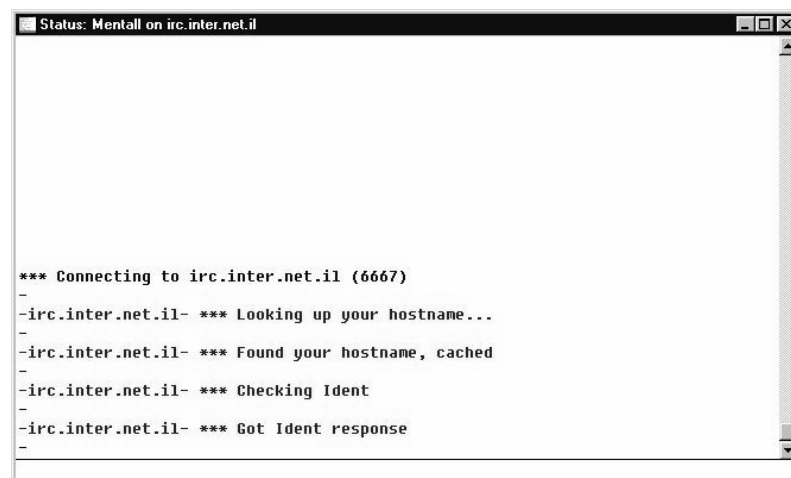 Status: Mentall on irc.inter.net.il
*** Connecting to irc.inter.net.il (6667)
-
-irc.inter.net.il- *** Looking up your hostname...
-
-irc.inter.net.il- *** Found your hostname, cached
-
-irc.inter.net.il- *** Checking Ident
-
-irc.inter.net.il- *** Got Ident response
-